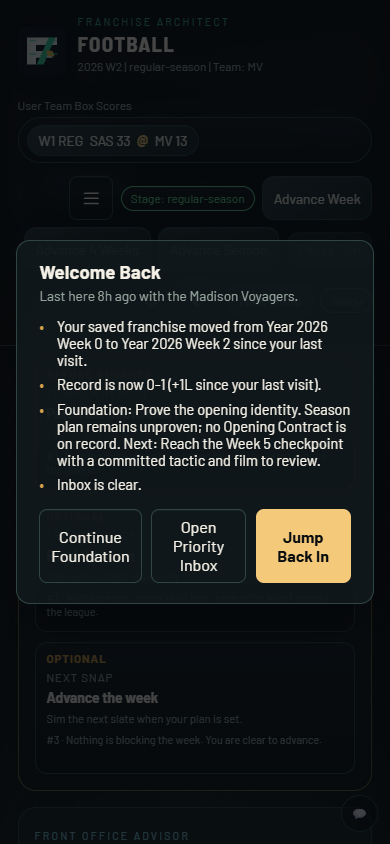 FRANCHISE ARCHITECT
FOOTBALL
2026 W2 | regular-season | Team: MV
User Team Box Scores
W1 REG SAS 33 @ MV 13
Stage: regular-season
Advance Week
Welcome Back
Last here 8h ago with the Madison Voyagers.
• Your saved franchise moved from Year 2026
Week 0 to Year 2026 Week 2 since your last
visit.
• Record is now 0-1 (+1L since your last visit).
• Foundation: Prove the opening identity. Season
plan remains unproven; no Opening Contract is
on record. Next: Reach the Week 5 checkpoint
with a committed tactic and film to review.
• Inbox is clear.
Continue
Foundation
Open
Priority
Inbox
Jump
Back In
the league.
OPTIONAL
NEXT SNAP
Advance the week
Sim the next slate when your plan is set.
#3 · Nothing is blocking the week. You are clear to advance.
FRONT OFFICE ADVISOR